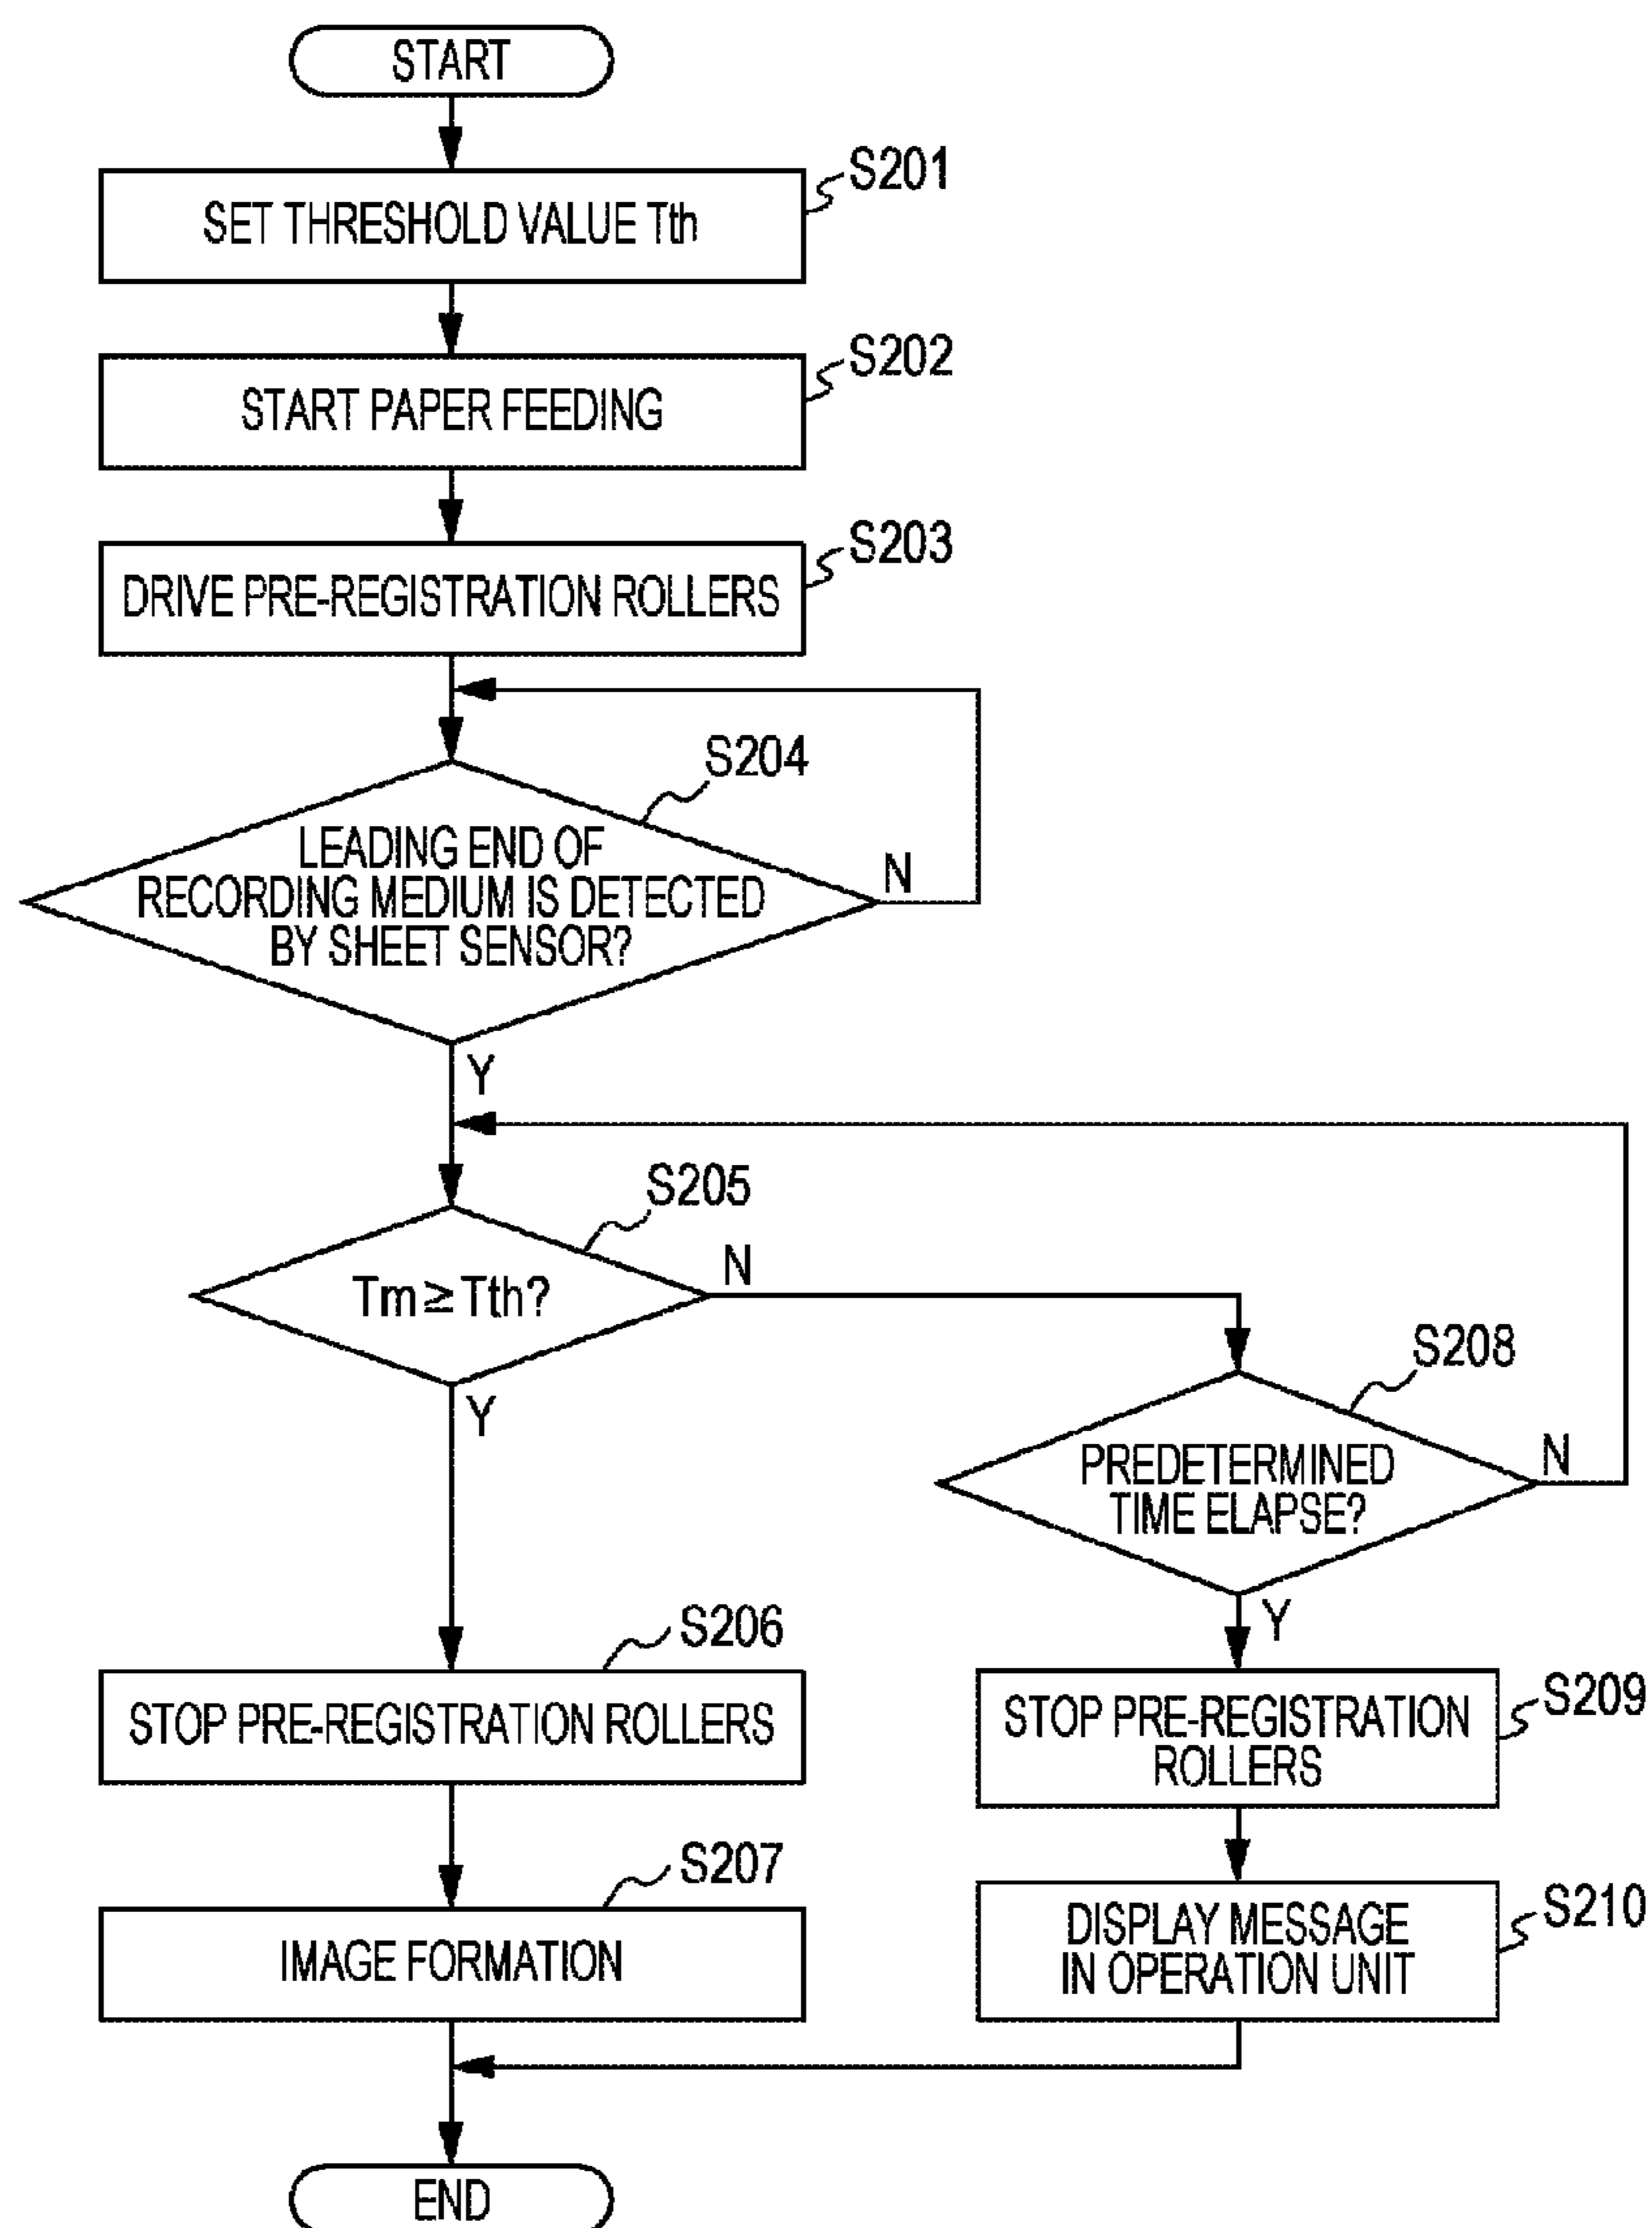 START
S201
SET THRESHOLD VALUE Tth
S202
START PAPER FEEDING
S203
DRIVE PRE-REGISTRATION ROLLERS
S204
LEADING END OF
RECORDING MEDIUM IS DETECTED
BY SHEET SENSOR?
N
Y
S205
Tm ≥ Tth?
N
Y
S208
PREDETERMINED
TIME ELAPSE?
N
Y
S206
STOP PRE-REGISTRATION ROLLERS
S209
STOP PRE-REGISTRATION
ROLLERS
S207
IMAGE FORMATION
S210
DISPLAY MESSAGE
IN OPERATION UNIT
END